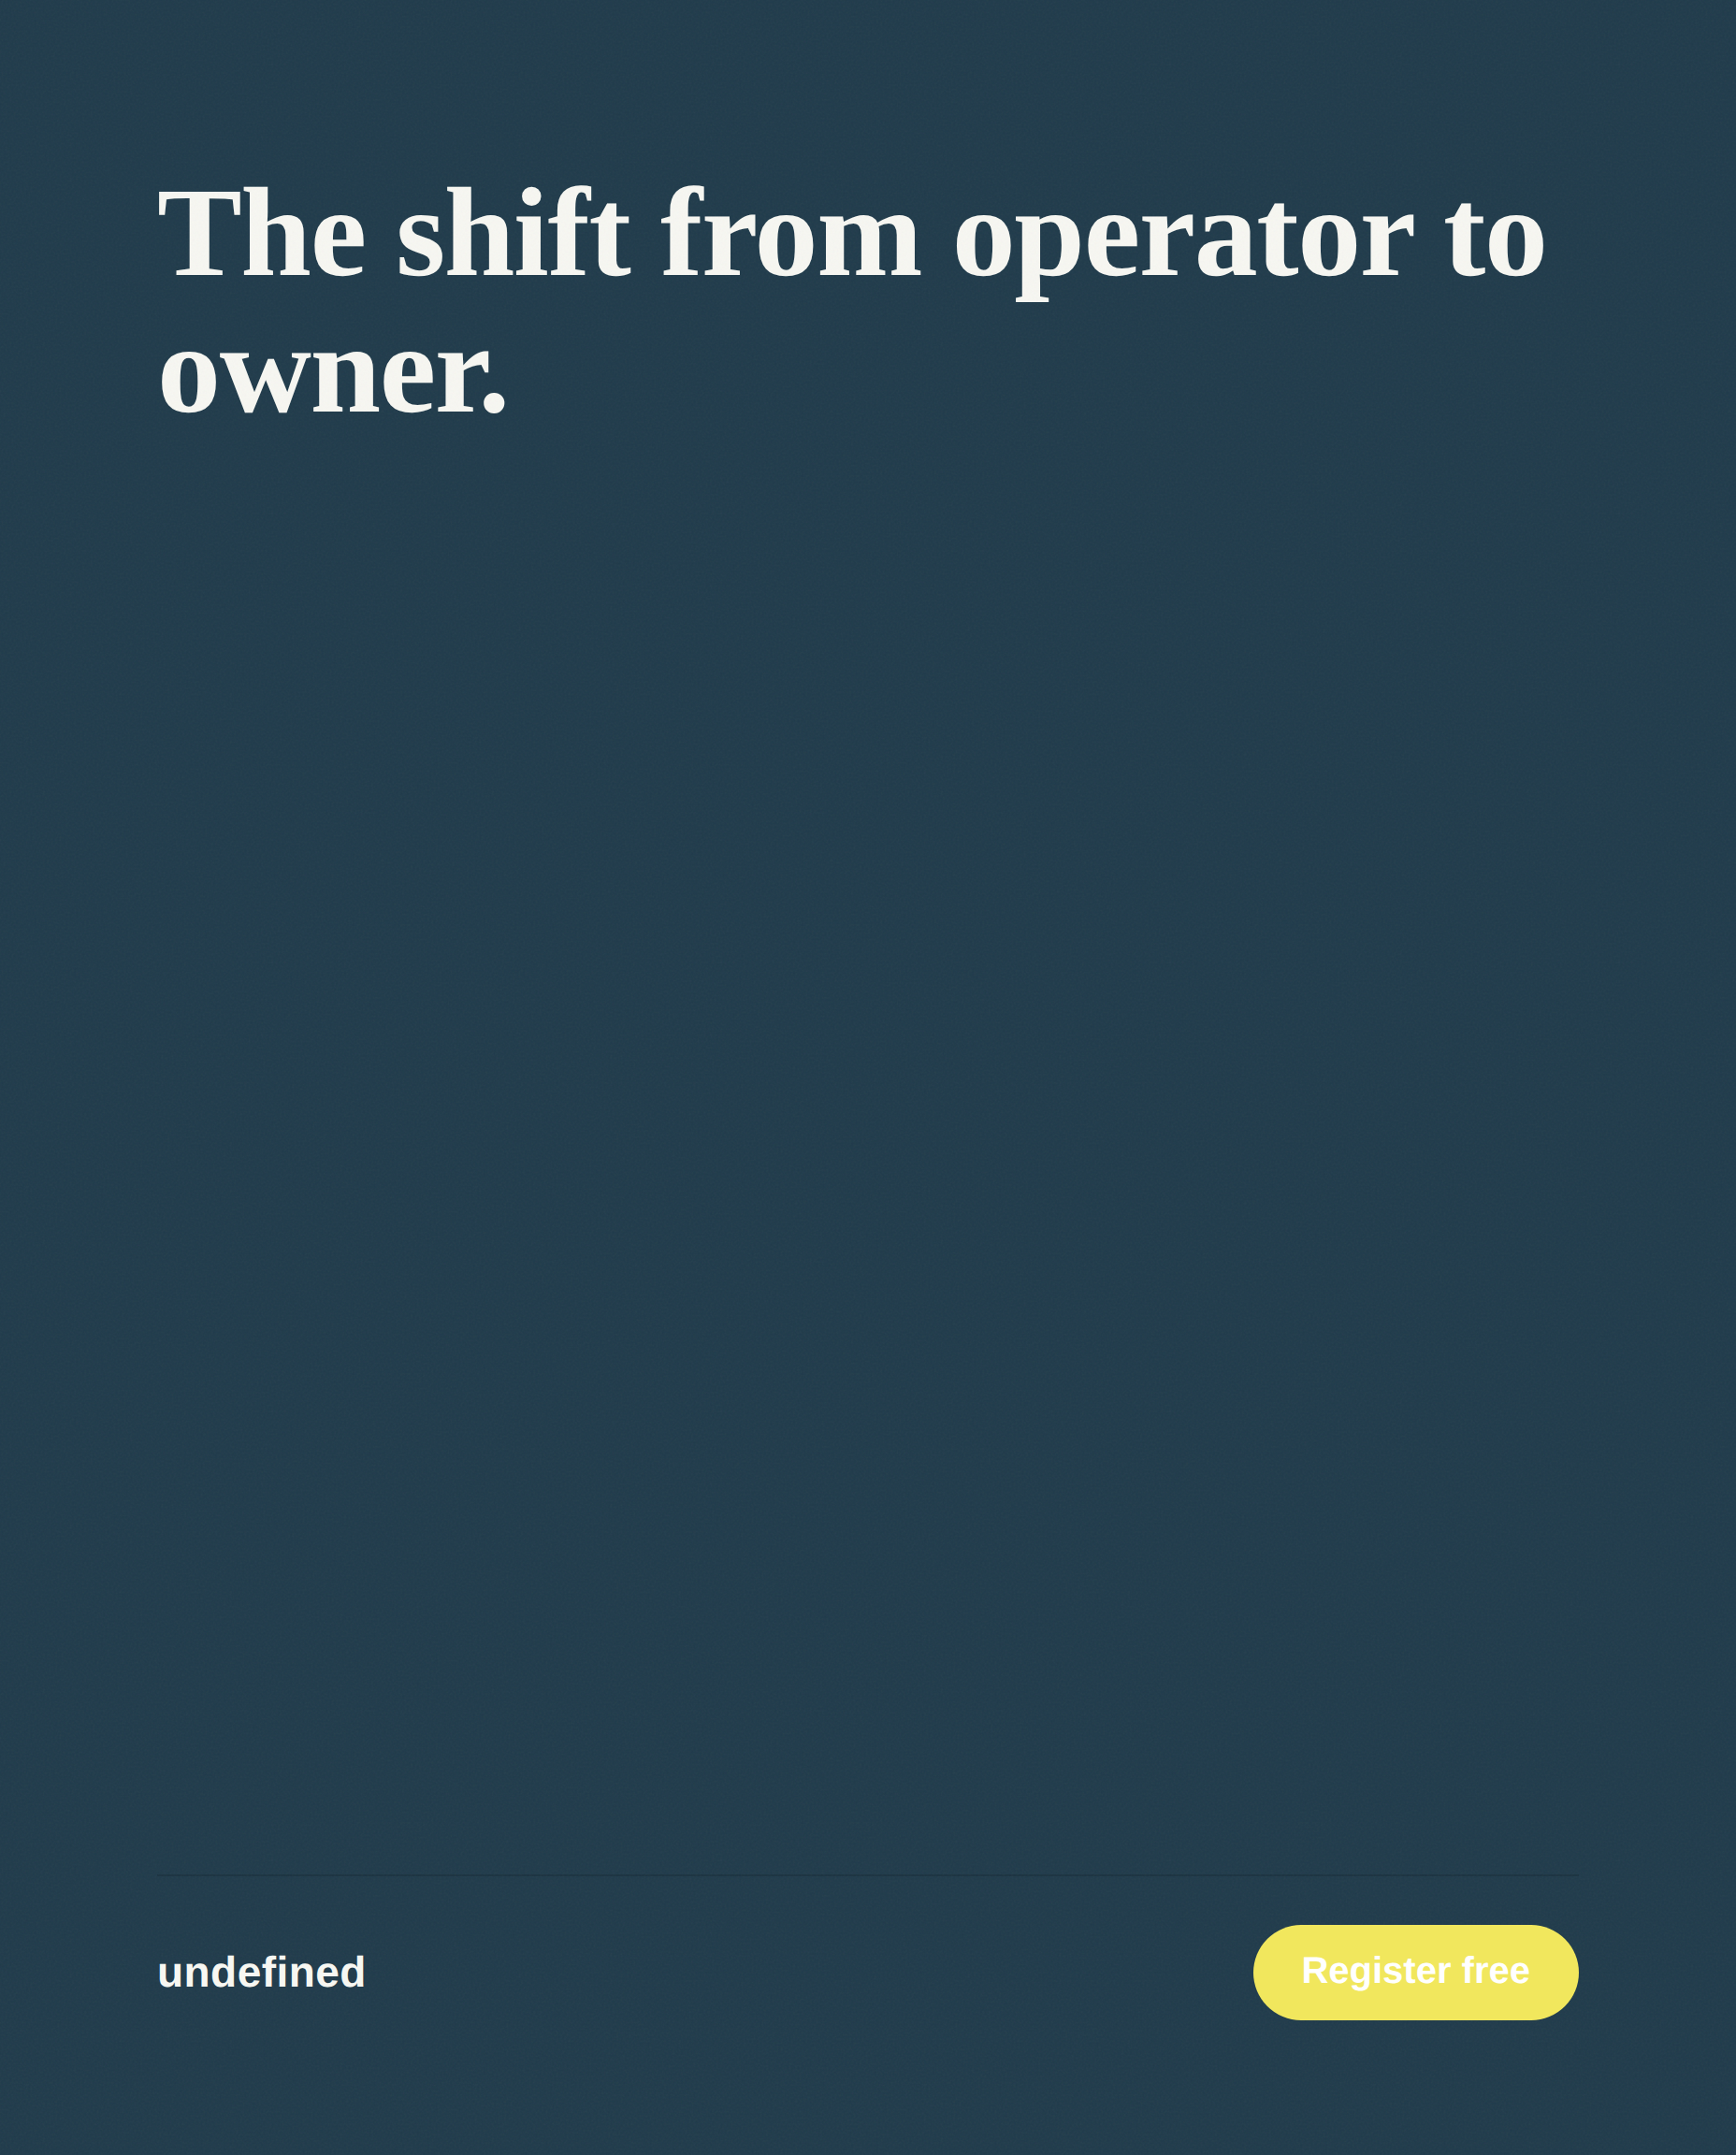 The shift from operator to
owner.
undefined
Register free